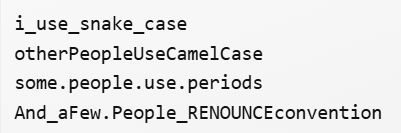 i_use_snake_case
otherPeopleUseCamelCase
some.people.use.periods
And_aFew.People_RENOUNCEconvention